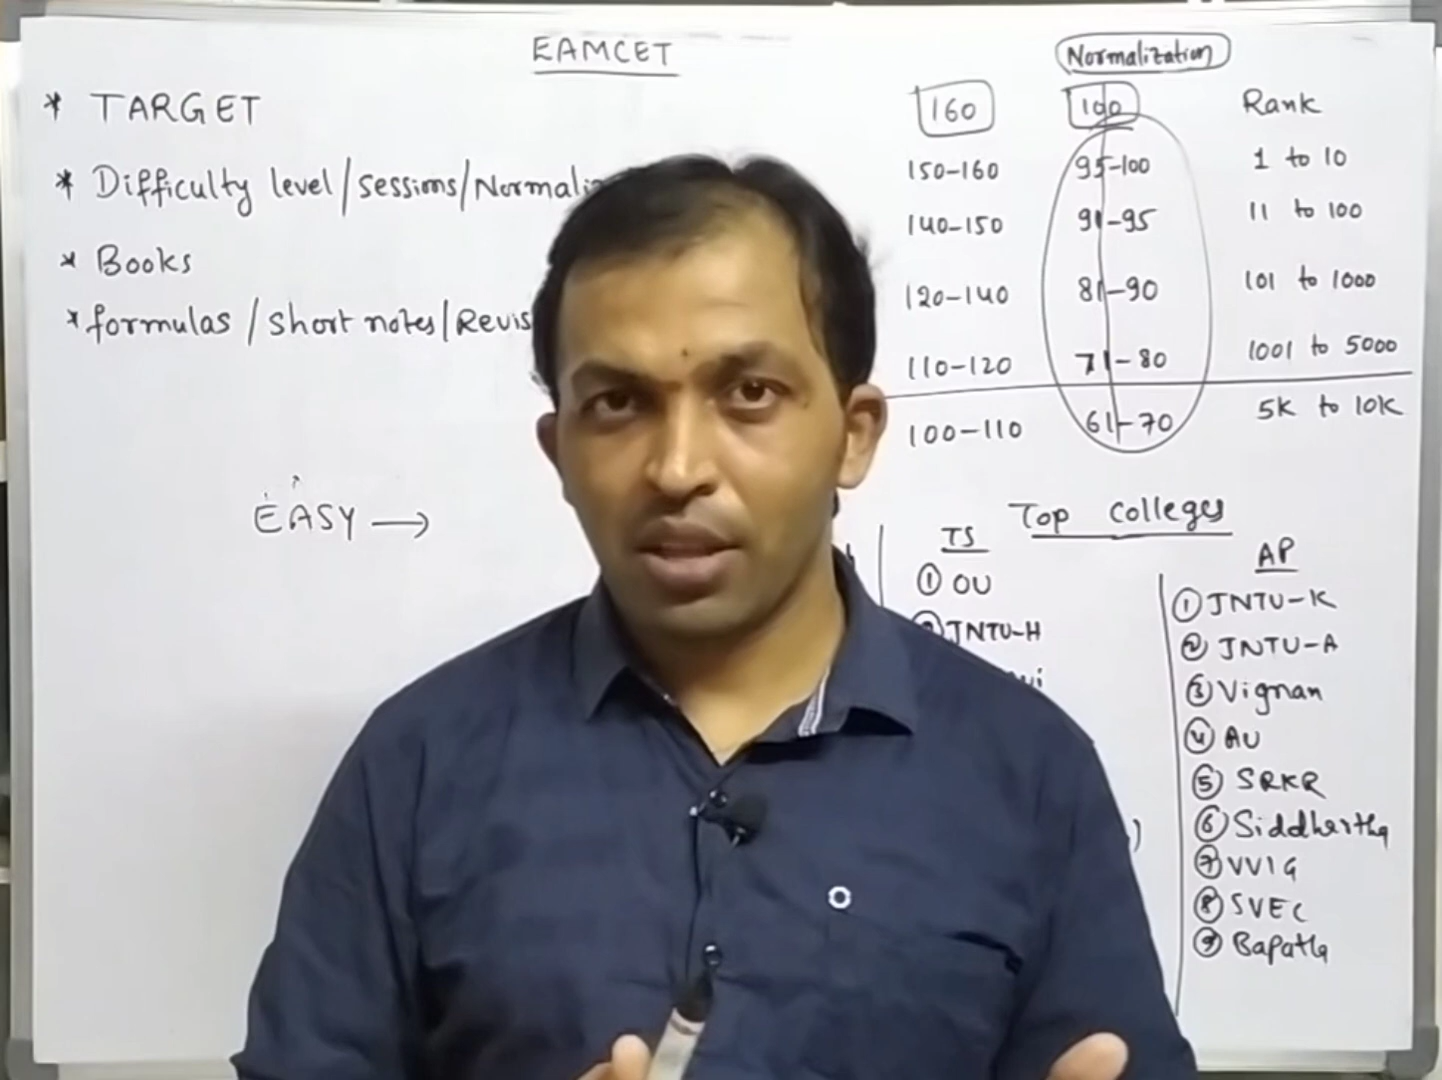 EAMCET
* TARGET
* Difficulty level/sessions/Normali
* Books
* formulas / Short notes/Revis
EASY →
Normalization
160 100 Rank
150-160 95-100 1 to 10
140-150 91-95 11 to 100
120-140 81-90 101 to 1000
110-120 71-80 1001 to 5000
100-110 61-70 5K to 10K
Top colleges
TS
① OU
② JNTU-H
AP
① JNTU-K
② JNTU-A
③ Vignan
④ AU
⑤ SRKR
⑥ Siddhartha
⑦ VVIG
⑧ SVEC
⑨ Bapatla